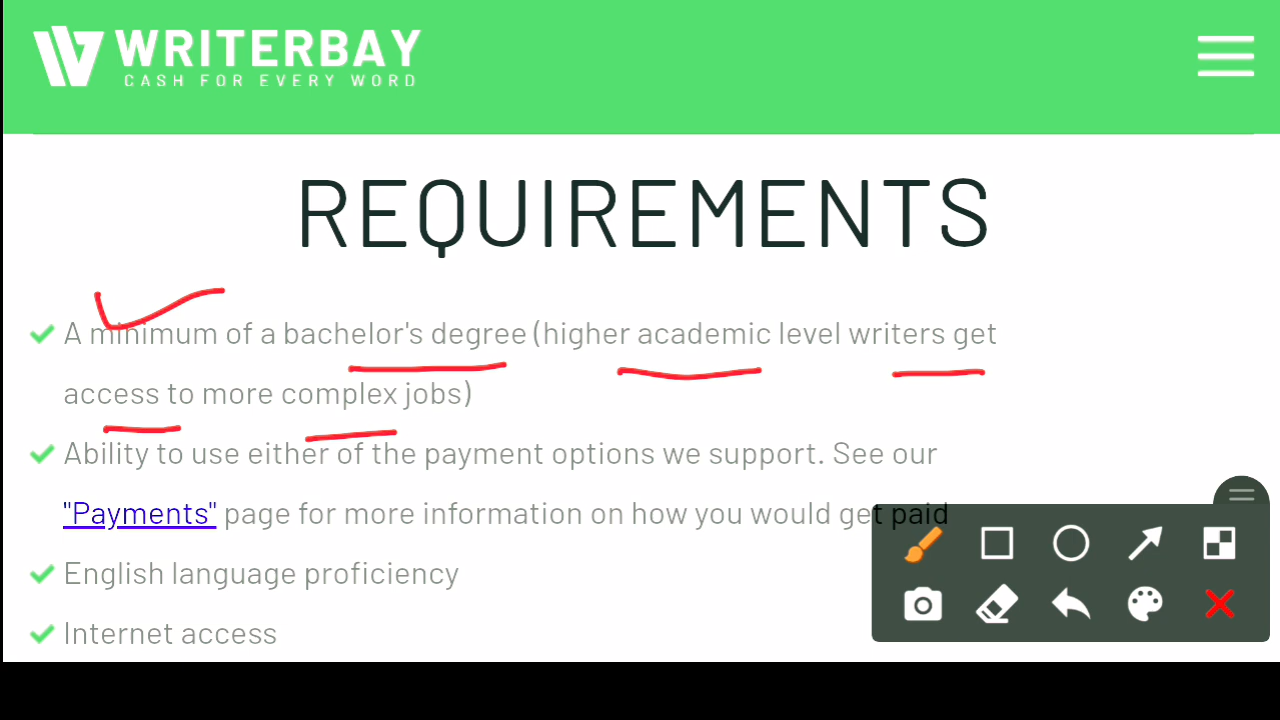 WRITERBAY
CASH FOR EVERY WORD
REQUIREMENTS
A minimum of a bachelor's degree (higher academic level writers get
access to more complex jobs)
Ability to use either of the payment options we support. See our
"Payments" page for more information on how you would get paid
English language proficiency
Internet access